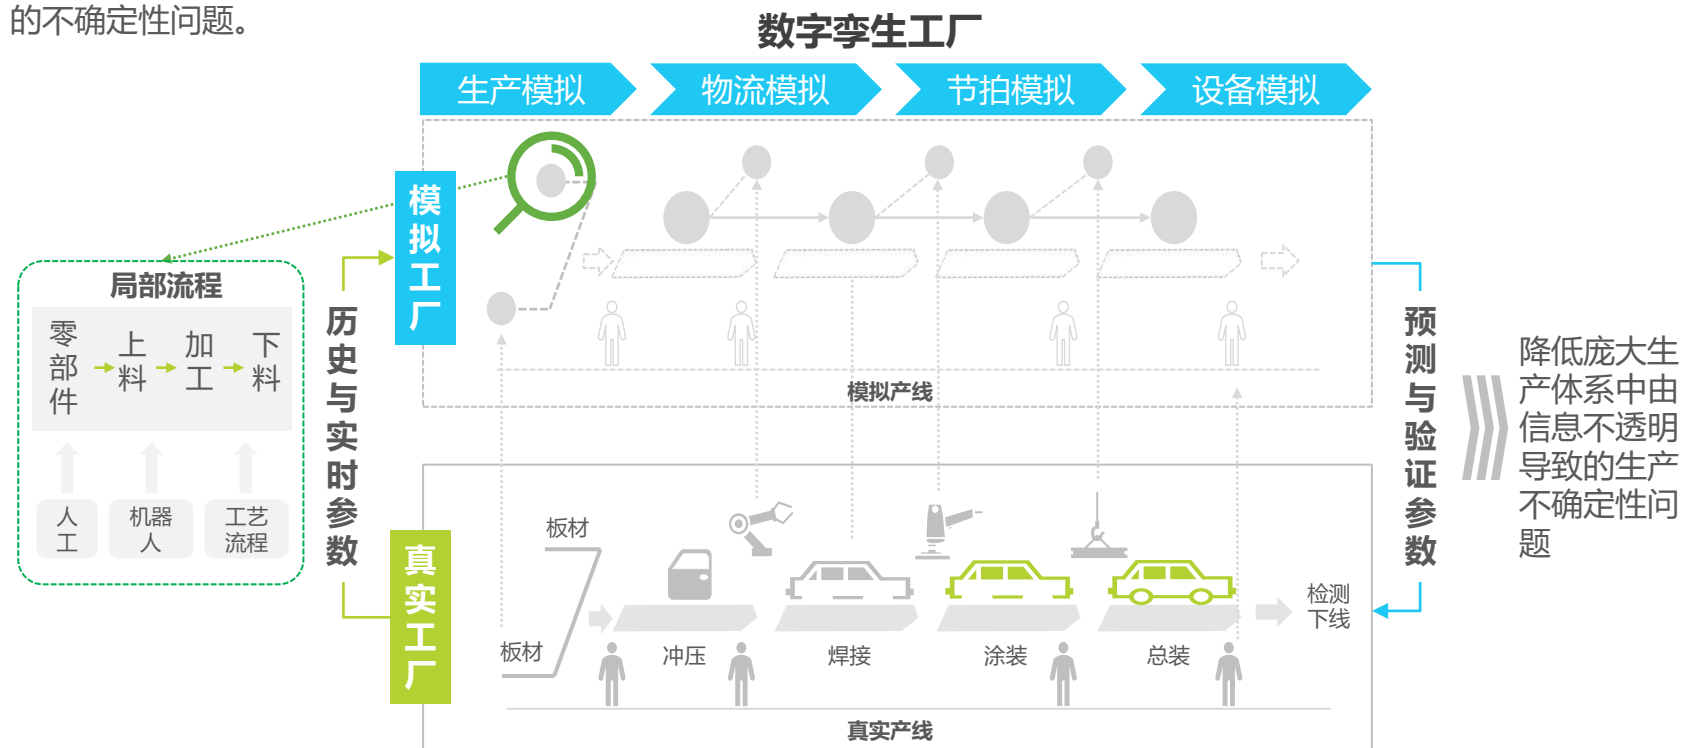 的不确定性问题。
数字孪生工厂
生产模拟
物流模拟
节拍模拟
设备模拟
模拟工厂
局部流程
零部件
上料
加工
下料
人工
机器人
工艺流程
历史与实时参数
模拟产线
预测与验证参数
降低庞大生
产体系中由
信息不透明
导致的生产
不确定性问
题
真实工厂
板材
板材
冲压
焊接
涂装
总装
检测
下线
真实产线